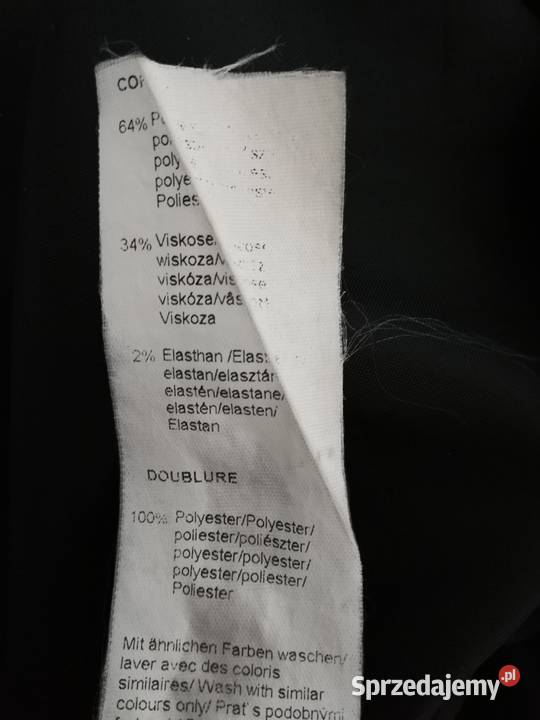 64%
Polies
34% Viskose
wiskoza/
viskóza/
viskóza/
Viskoza
2% Elasthan /Elast
elastan/elasztán
elastén/elastane/
elastén/elasten/
Elastan
DOUBLURE
100% Polyester/Polyester/
poliester/poliészter/
polyester/polyester/
polyester/poliester/
Poliester
Mit ähnlichen Farben waschen/
laver avec des coloris
similaires/ Wash with similar
colours only/ Prať s podobnými
Sprzedajemy.pl